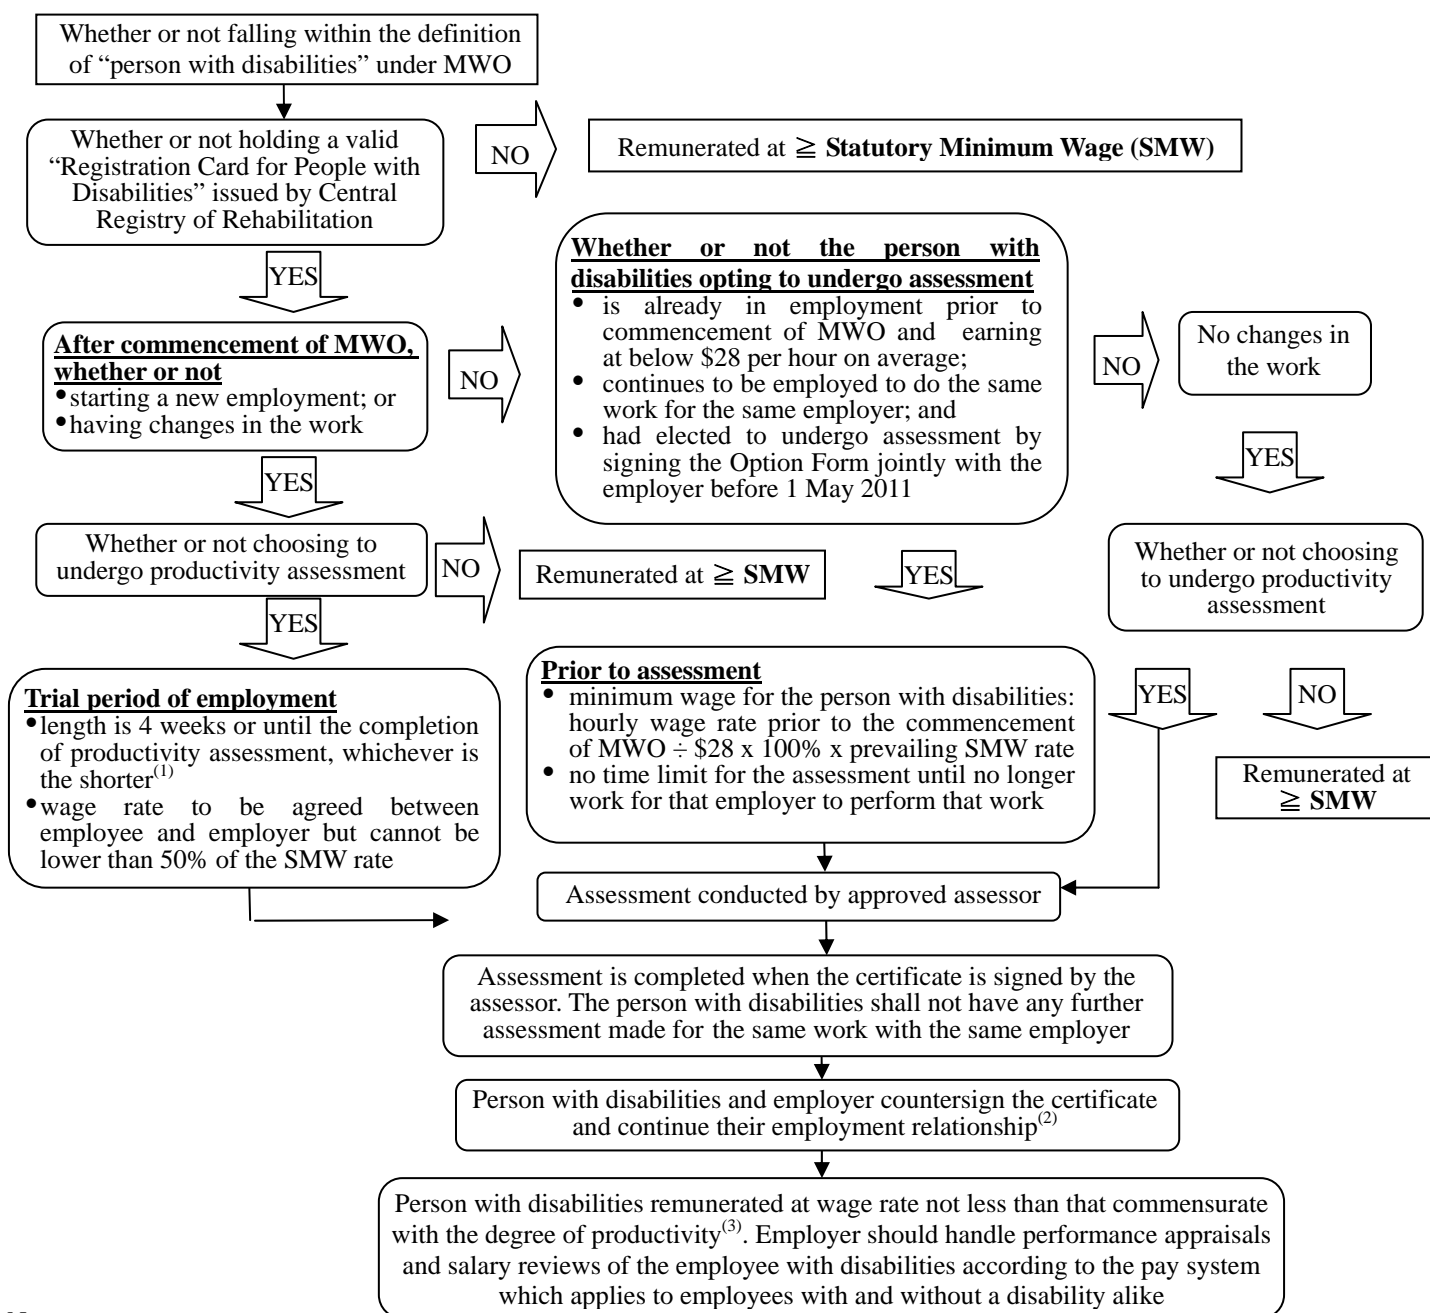 Whether or not falling within the definition
of “person with disabilities” under MWO
Whether or not holding a valid
“Registration Card for People with
Disabilities” issued by Central
Registry of Rehabilitation
NO
Remunerated at ≧ Statutory Minimum Wage (SMW)
YES
After commencement of MWO,
whether or not
•starting a new employment; or
•having changes in the work
NO
Whether or not the person with
disabilities opting to undergo assessment
• is already in employment prior to
commencement of MWO and earning
at below $28 per hour on average;
• continues to be employed to do the same
work for the same employer; and
• had elected to undergo assessment by
signing the Option Form jointly with the
employer before 1 May 2011
NO
No changes in
the work
YES
YES
Whether or not choosing to
undergo productivity assessment
NO
Remunerated at ≧ SMW
YES
Whether or not choosing
to undergo productivity
assessment
YES
Trial period of employment
•length is 4 weeks or until the completion
of productivity assessment, whichever is
the shorter(1)
•wage rate to be agreed between
employee and employer but cannot be
lower than 50% of the SMW rate
Prior to assessment
• minimum wage for the person with disabilities:
hourly wage rate prior to the commencement
of MWO ÷ $28 x 100% x prevailing SMW rate
• no time limit for the assessment until no longer
work for that employer to perform that work
YES
NO
Remunerated at
≧ SMW
Assessment conducted by approved assessor
Assessment is completed when the certificate is signed by the
assessor. The person with disabilities shall not have any further
assessment made for the same work with the same employer
Person with disabilities and employer countersign the certificate
and continue their employment relationship(2)
Person with disabilities remunerated at wage rate not less than that commensurate
with the degree of productivity(3). Employer should handle performance appraisals
and salary reviews of the employee with disabilities according to the pay system
which applies to employees with and without a disability alike